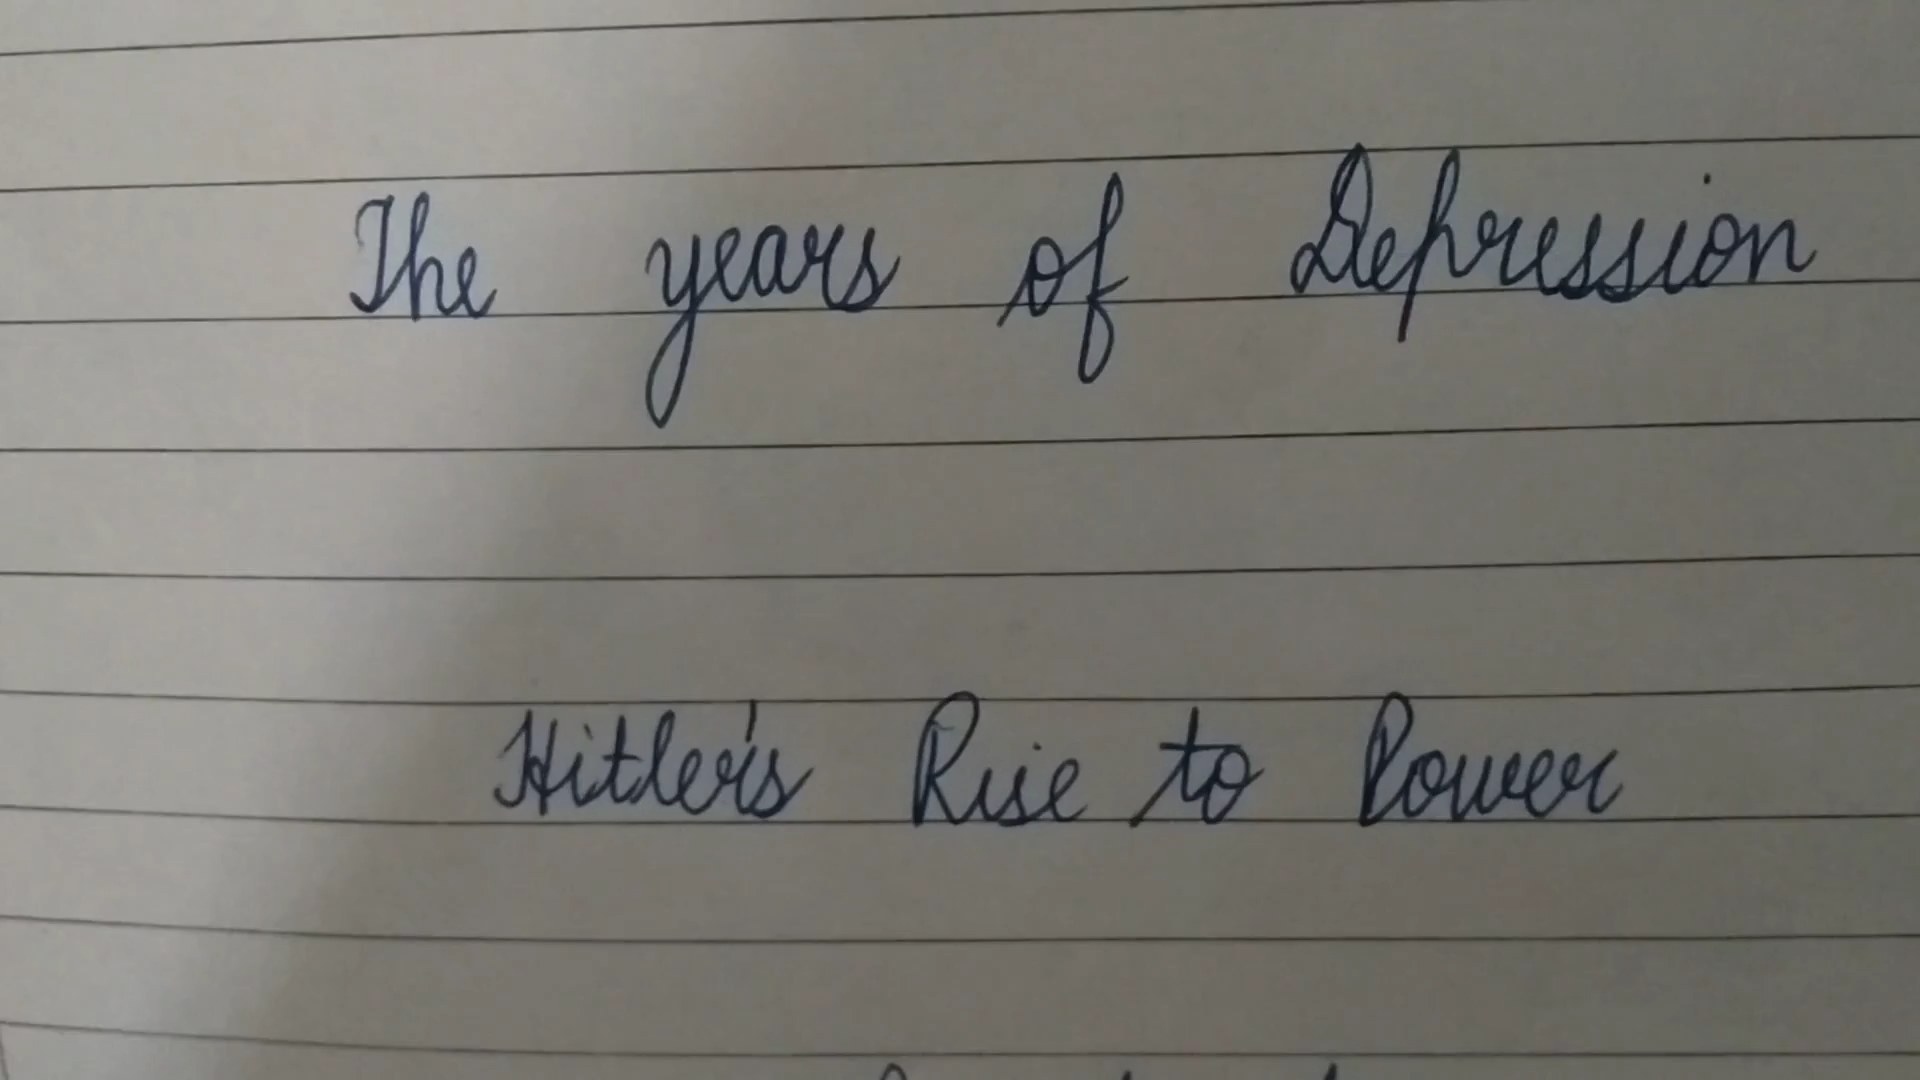 The years of Depression
Hitler's Rise to Power